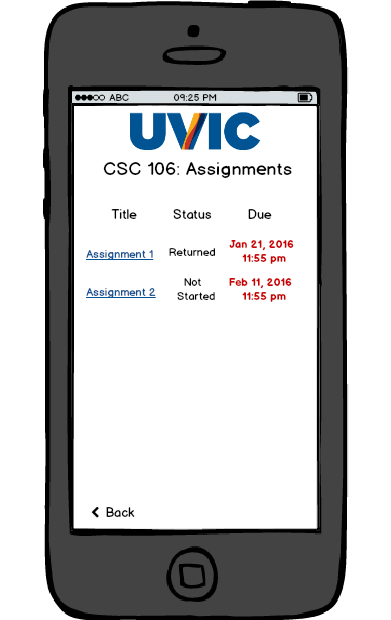 ABC 09:25 PM
UVIC
CSC 106: Assignments
Title Status Due
Assignment 1 Returned Jan 21, 2016 11:55 pm
Assignment 2 Not Started Feb 11, 2016 11:55 pm
Back